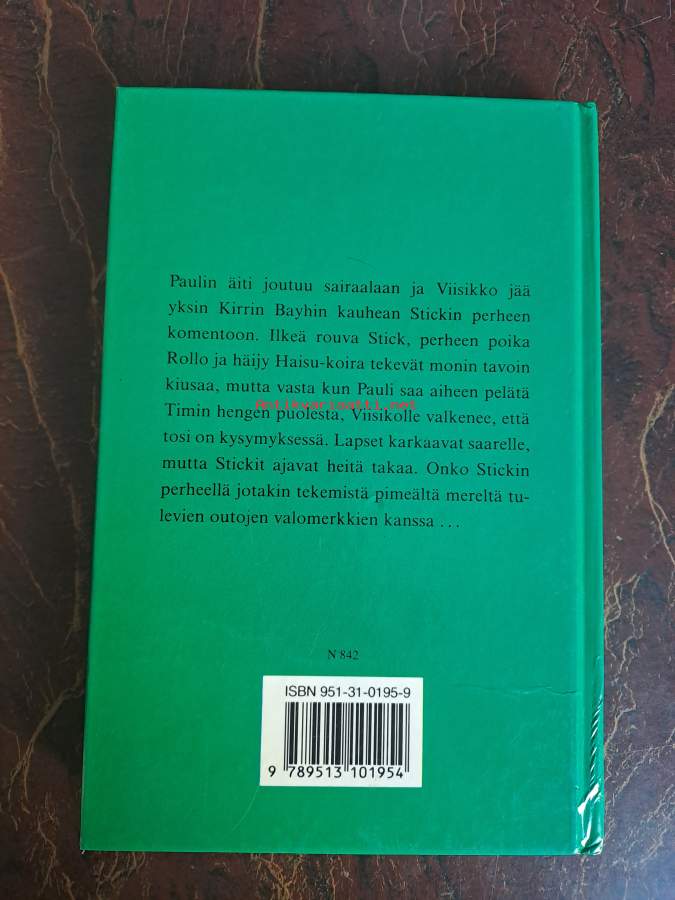 Paulin äiti joutuu sairaalaan ja Viisikko jää
yksin Kirrin Bayhin kauhean Stickin perheen
komentoon. Ilkeä rouva Stick, perheen poika
Rollo ja häijy Haisu-koira tekevät monin tavoin
kiusaa, mutta vasta kun Pauli saa aiheen pelätä
Antikvariaatti.net
Timin hengen puolesta, Viisikolle valkenee, että
tosi on kysymyksessä. Lapset karkaavat saarelle,
mutta Stickit ajavat heitä takaa. Onko Stickin
perheellä jotakin tekemistä pimeältä mereltä tu-
levien outojen valomerkkien kanssa ...
N 842
ISBN 951-31-0195-9
9 789513 101954